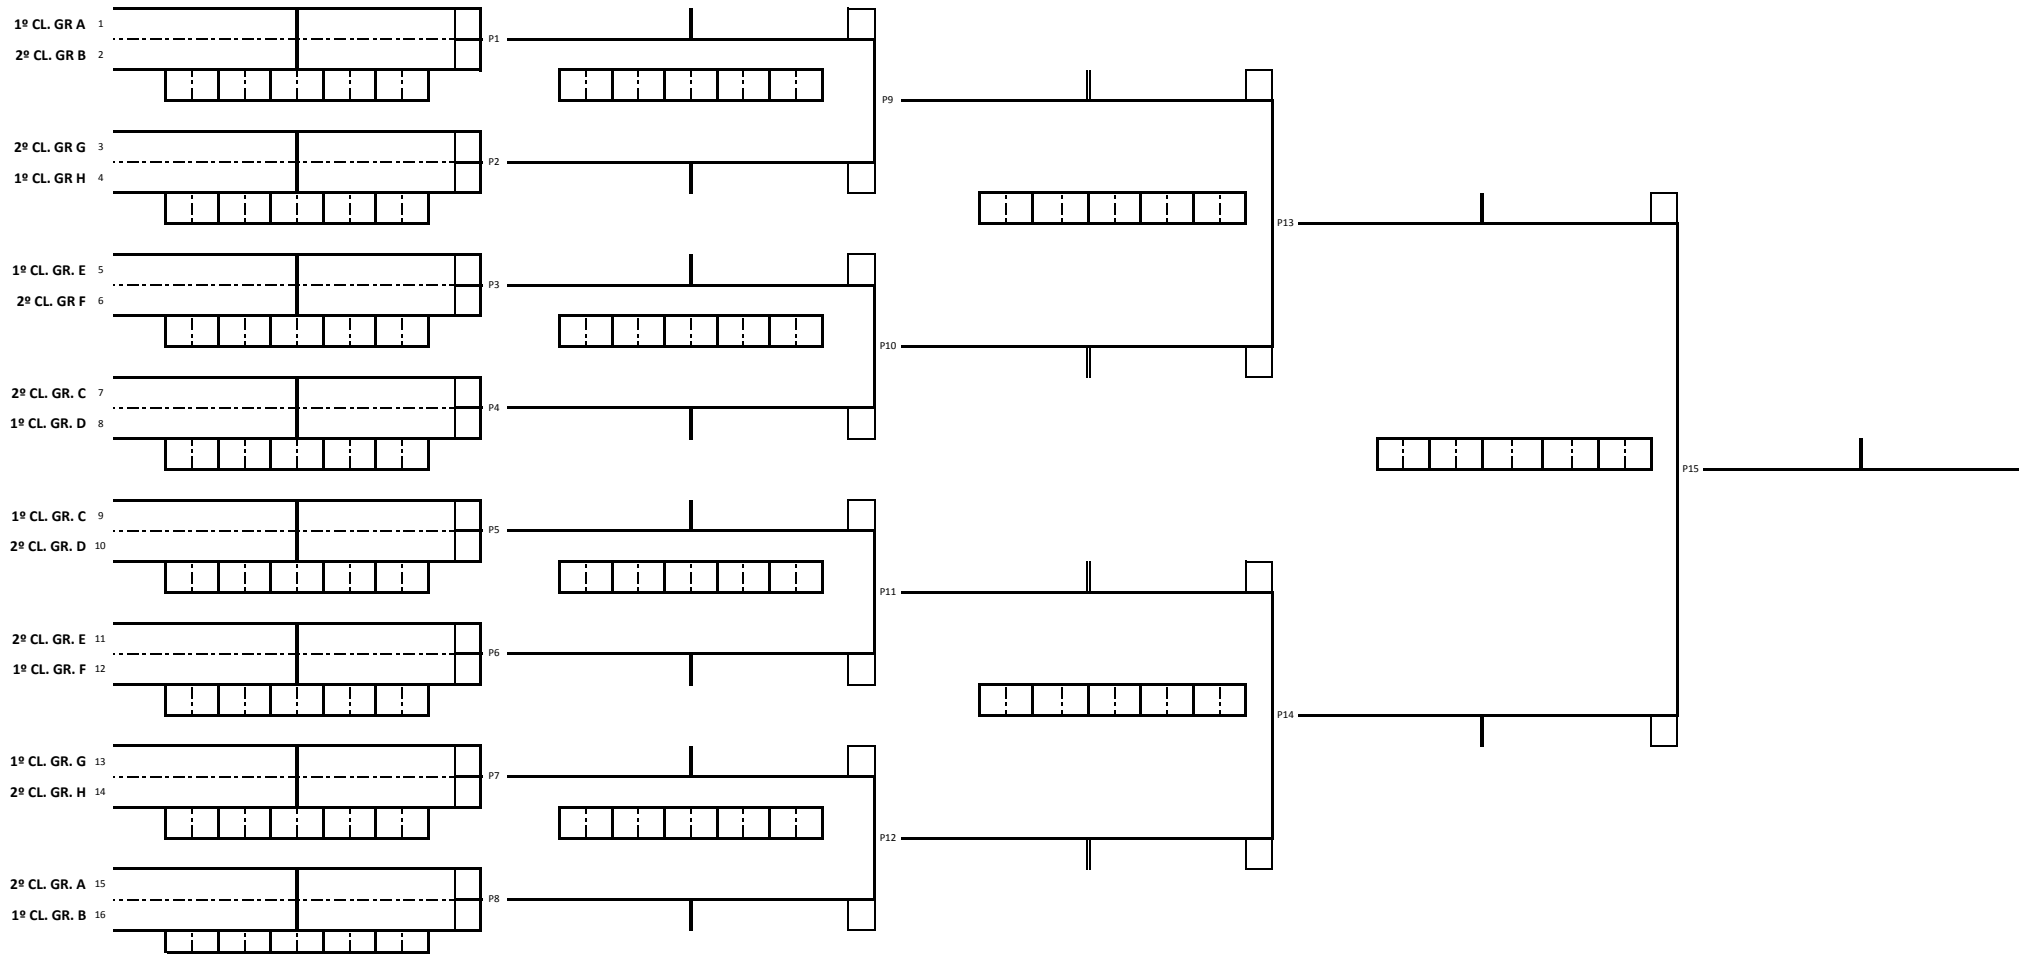 1º CL. GR A 1
P1
2º CL. GR B 2
P9
2º CL. GR G 3
P2
1º CL. GR H 4
P13
1º CL. GR. E 5
P3
2º CL. GR F 6
P10
2º CL. GR. C 7
P4
1º CL. GR. D 8
P15
1º CL. GR. C 9
P5
2º CL. GR. D 10
P11
2º CL. GR. E 11
P6
1º CL. GR. F 12
P14
1º CL. GR. G 13
P7
2º CL. GR. H 14
P12
2º CL. GR. A 15
P8
1º CL. GR. B 16